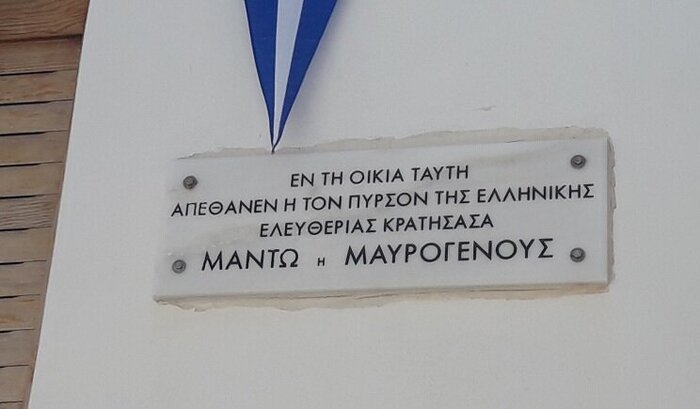 ΕΝ ΤΗ ΟΙΚΙΑ ΤΑΥΤΗ
ΑΠΕΘΑΝΕΝ Η ΤΟΝ ΠΥΡΣΟΝ ΤΗΣ ΕΛΛΗΝΙΚΗΣ
ΕΛΕΥΘΕΡΙΑΣ ΚΡΑΤΗΣΑΣΑ
ΜΑΝΤΩ Η ΜΑΥΡΟΓΕΝΟΥΣ